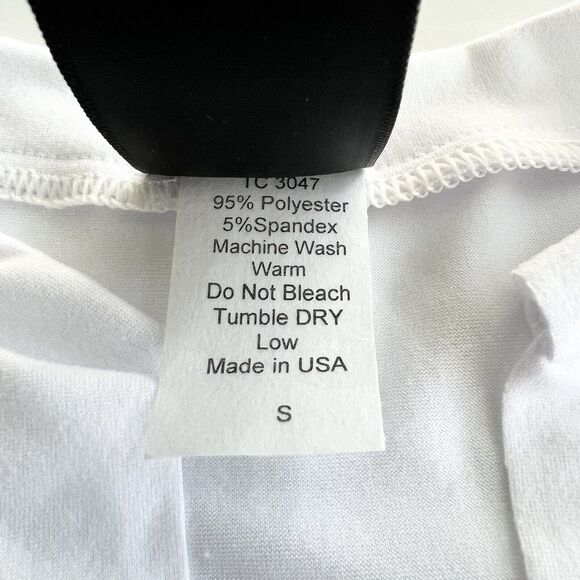 TC 3047
95% Polyester
5%Spandex
Machine Wash
Warm
Do Not Bleach
Tumble DRY
Low
Made in USA
S